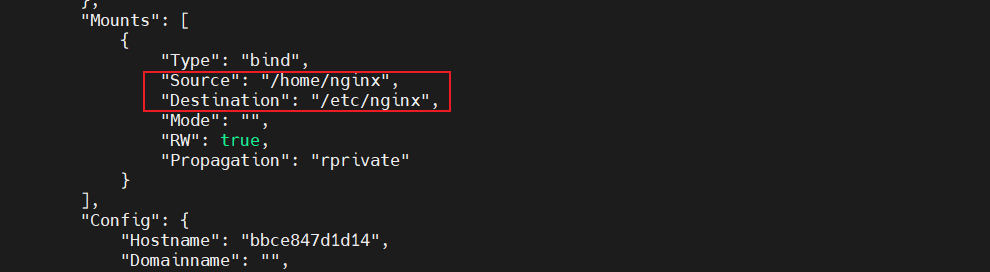 },
"Mounts": [
{
"Type": "bind",
"Source": "/home/nginx",
"Destination": "/etc/nginx",
"Mode": "",
"RW": true,
"Propagation": "rprivate"
}
],
"Config": {
"Hostname": "bbce847d1d14",
"Domainname": "",